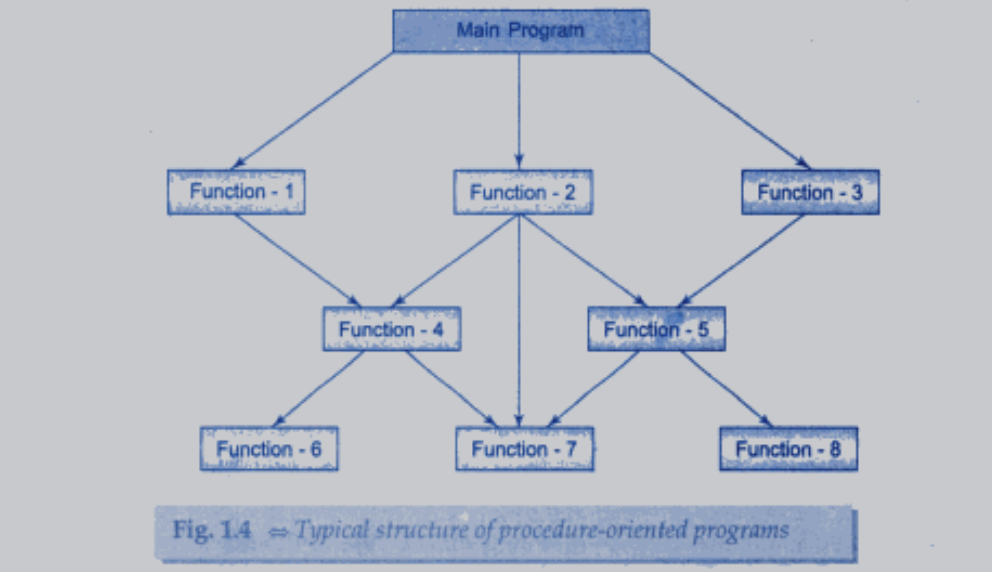 Main Program
Function - 1
Function - 2
Function - 3
Function - 4
Function - 5
Function - 6
Function - 7
Function - 8
Fig. 1.4 ⇔ Typical structure of procedure-oriented programs